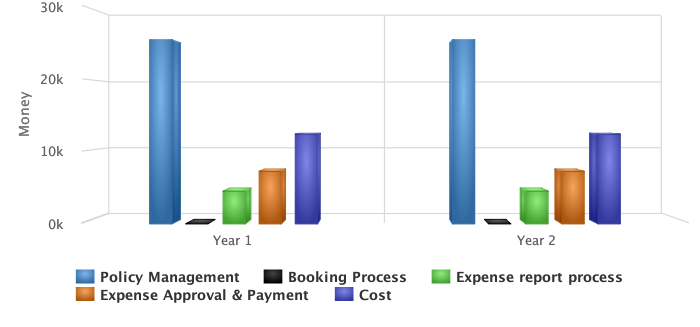 30k
20k
10k
0k
Money
Year 1 Year 2
Policy Management Booking Process Expense report process
Expense Approval & Payment Cost